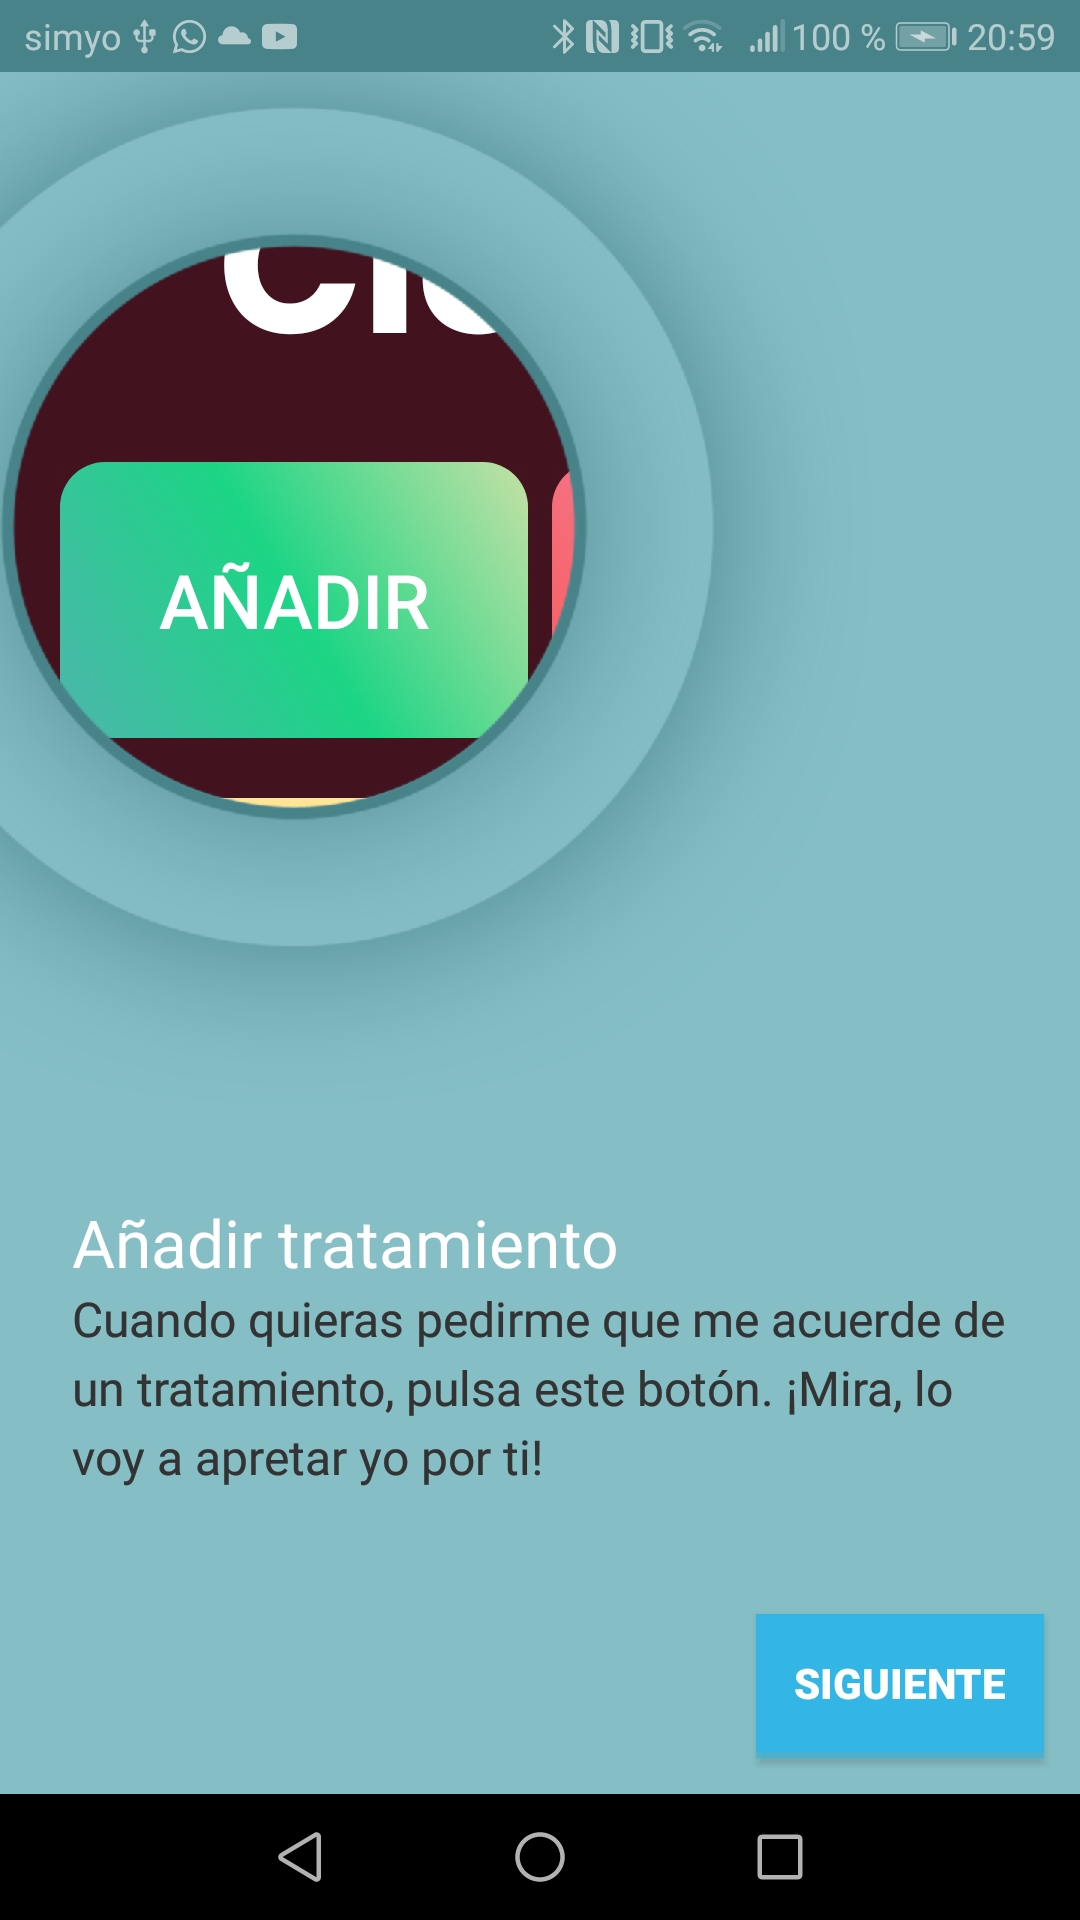 simyo 100 % 20:59
AÑADIR
Añadir tratamiento
Cuando quieras pedirme que me acuerde de
un tratamiento, pulsa este botón. ¡Mira, lo
voy a apretar yo por ti!
SIGUIENTE